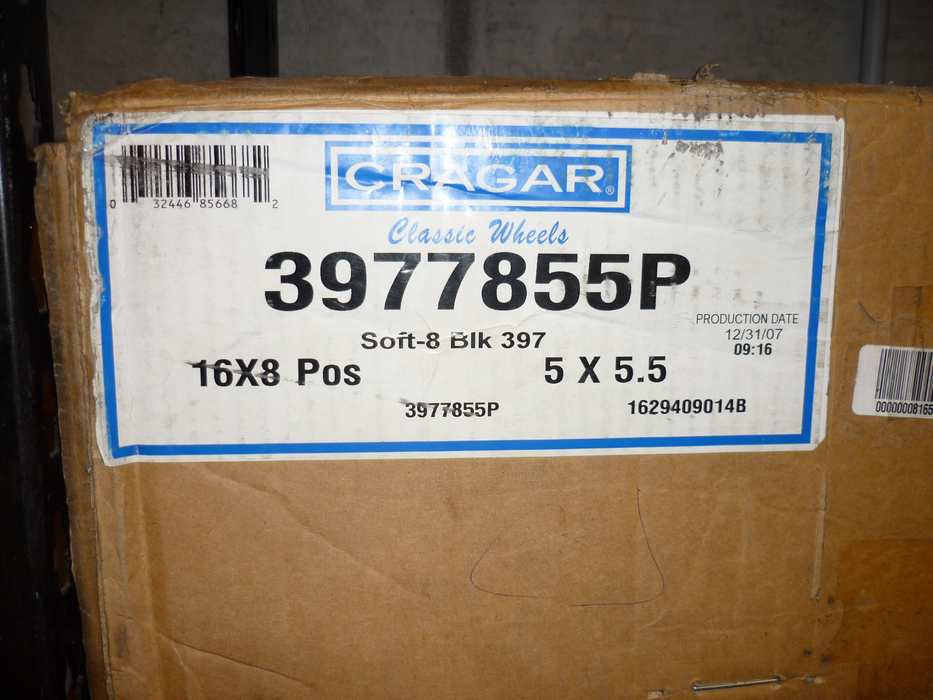 0 32446 85668 2
CRAGAR®
Classic Wheels
3977855P
PRODUCTION DATE
12/31/07
09:16
Soft-8 Blk 397
16X8 Pos
5 X 5.5
3977855P
1629409014B
00000008165